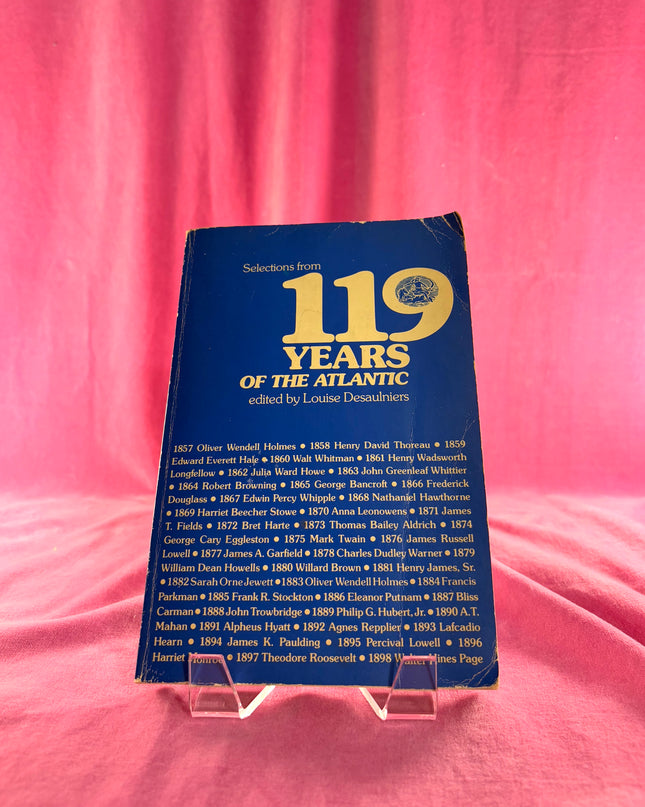 Selections from
119
YEARS
OF THE ATLANTIC
edited by Louise Desaulniers
1857 Oliver Wendell Holmes • 1858 Henry David Thoreau • 1859
Edward Everett Hale • 1860 Walt Whitman • 1861 Henry Wadsworth
Longfellow • 1862 Julia Ward Howe • 1863 John Greenleaf Whittier
• 1864 Robert Browning • 1865 George Bancroft • 1866 Frederick
Douglass • 1867 Edwin Percy Whipple • 1868 Nathaniel Hawthorne
• 1869 Harriet Beecher Stowe • 1870 Anna Leonowens • 1871 James
T. Fields • 1872 Bret Harte • 1873 Thomas Bailey Aldrich • 1874
George Cary Eggleston • 1875 Mark Twain • 1876 James Russell
Lowell • 1877 James A. Garfield • 1878 Charles Dudley Warner • 1879
William Dean Howells • 1880 Willard Brown • 1881 Henry James, Sr.
• 1882 Sarah Orne Jewett • 1883 Oliver Wendell Holmes • 1884 Francis
Parkman • 1885 Frank R. Stockton • 1886 Eleanor Putnam • 1887 Bliss
Carman • 1888 John Trowbridge • 1889 Philip G. Hubert, Jr. • 1890 A.T.
Mahan • 1891 Alpheus Hyatt • 1892 Agnes Repplier • 1893 Lafcadio
Hearn • 1894 James K. Paulding • 1895 Percival Lowell • 1896
Harriet Monroe • 1897 Theodore Roosevelt • 1898 Walter Hines Page